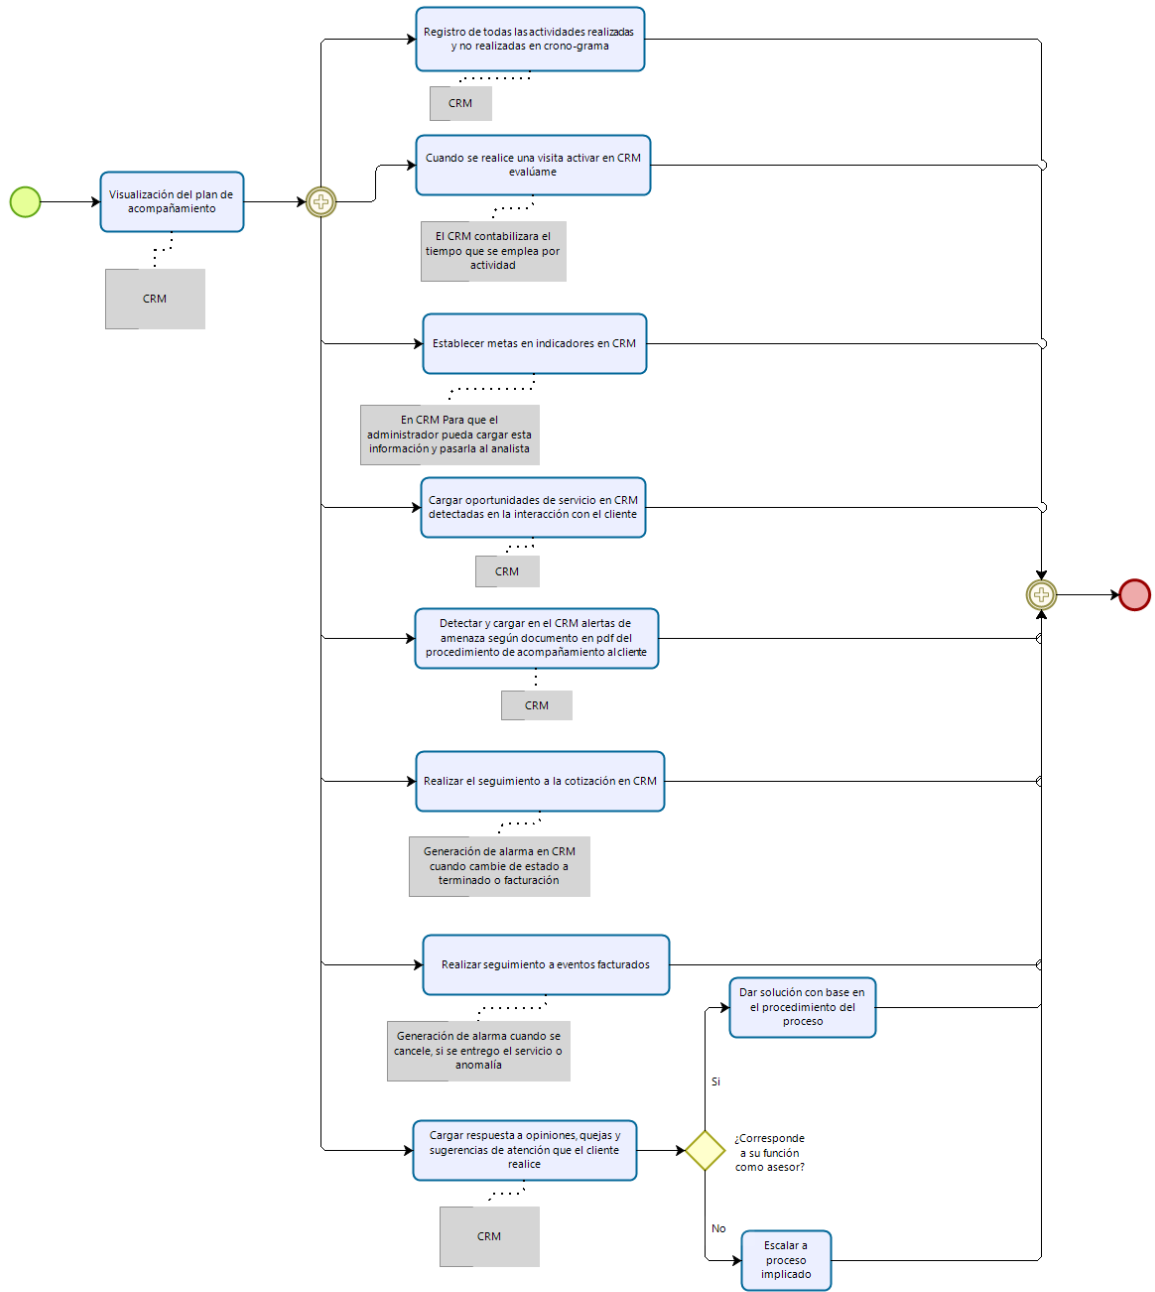 Registro de todas las actividades realizadas
y no realizadas en crono-grama
CRM
Cuando se realice una visita activar en CRM
evalúame
Visualización del plan de
acompañamiento
El CRM contabilizara el
tiempo que se emplea por
actividad
CRM
Establecer metas en indicadores en CRM
En CRM Para que el
administrador pueda cargar esta
información y pasarla al analista
Cargar oportunidades de servicio en CRM
detectadas en la interacción con el cliente
CRM
Detectar y cargar en el CRM alertas de
amenaza según documento en pdf del
procedimiento de acompañamiento al cliente
CRM
Realizar el seguimiento a la cotización en CRM
Generación de alarma en CRM
cuando cambie de estado a
terminado o facturación
Realizar seguimiento a eventos facturados
Dar solución con base en
el procedimiento del
proceso
Generación de alarma cuando se
cancele, si se entrego el servicio o
anomalía
Si
Cargar respuesta a opiniones, quejas y
sugerencias de atención que el cliente
realice
¿Corresponde
a su función
como asesor?
CRM
No
Escalar a
proceso
implicado